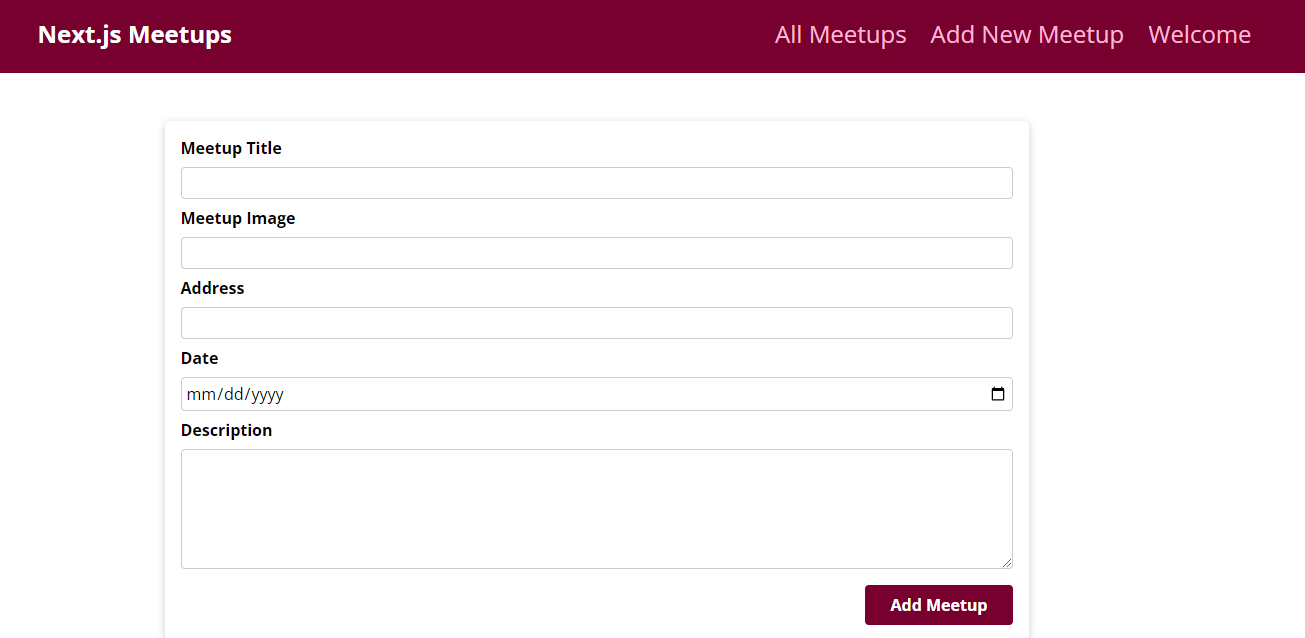 Next.js Meetups All Meetups Add New Meetup Welcome
Meetup Title
Meetup Image
Address
Date
mm/dd/yyyy
Description
Add Meetup